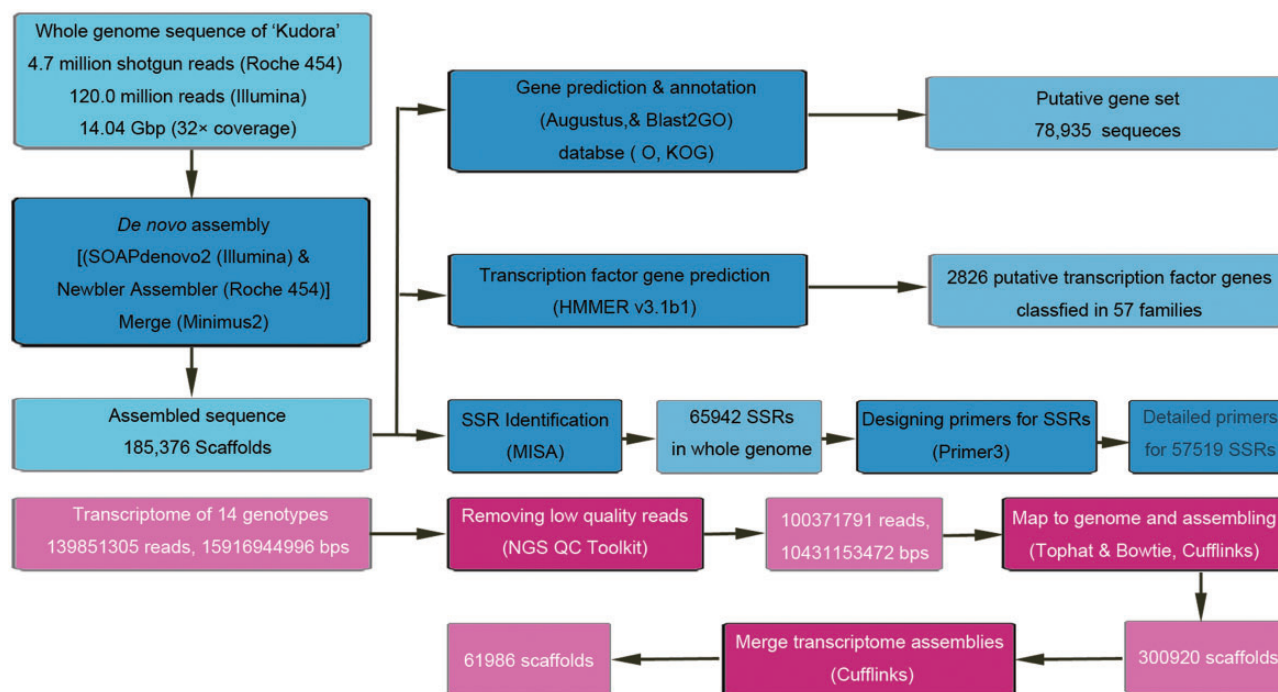 Whole genome sequence of ‘Kudora’
4.7 million shotgun reads (Roche 454)
120.0 million reads (Illumina)
14.04 Gbp (32× coverage)
De novo assembly
[(SOAPdenovo2 (Illumina) &
Newbler Assembler (Roche 454)]
Merge (Minimus2)
Assembled sequence
185,376 Scaffolds
Gene prediction & annotation
(Augustus,& Blast2GO)
databse ( O, KOG)
Putative gene set
78,935 sequeces
Transcription factor gene prediction
(HMMER v3.1b1)
2826 putative transcription factor genes
classfied in 57 families
SSR Identification
(MISA)
65942 SSRs
in whole genome
Designing primers for SSRs
(Primer3)
Detailed primers
for 57519 SSRs
Transcriptome of 14 genotypes
139851305 reads, 15916944996 bps
Removing low quality reads
(NGS QC Toolkit)
100371791 reads,
10431153472 bps
Map to genome and assembling
(Tophat & Bowtie, Cufflinks)
300920 scaffolds
Merge transcriptome assemblies
(Cufflinks)
61986 scaffolds